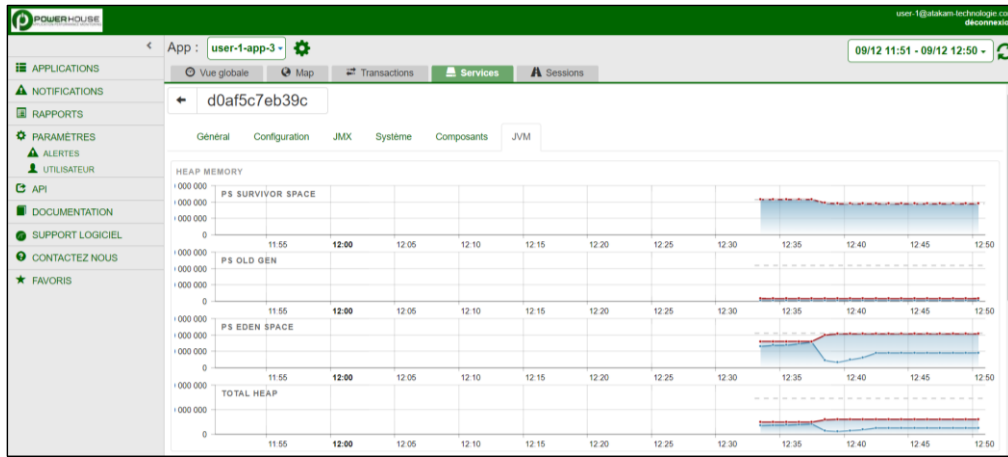 POWERHOUSE
user-1@atakam-technologie.co
déconnexio
App : user-1-app-3
09/12 11:51 - 09/12 12:50
APPLICATIONS
NOTIFICATIONS
RAPPORTS
PARAMÈTRES
ALERTES
UTILISATEUR
API
DOCUMENTATION
SUPPORT LOGICIEL
CONTACTEZ NOUS
FAVORIS
Vue globale Map Transactions Services Sessions
d0af5c7eb39c
Général Configuration JMX Système Composants JVM
HEAP MEMORY
PS SURVIVOR SPACE
000 000
000 000
000 000
0
11:55 12:00 12:05 12:10 12:15 12:20 12:25 12:30 12:35 12:40 12:45 12:50
PS OLD GEN
000 000
000 000
000 000
0
11:55 12:00 12:05 12:10 12:15 12:20 12:25 12:30 12:35 12:40 12:45 12:50
PS EDEN SPACE
000 000
000 000
000 000
11:55 12:00 12:05 12:10 12:15 12:20 12:25 12:30 12:35 12:40 12:45 12:50
TOTAL HEAP
000 000
000 000
0
11:55 12:00 12:05 12:10 12:15 12:20 12:25 12:30 12:35 12:40 12:45 12:50